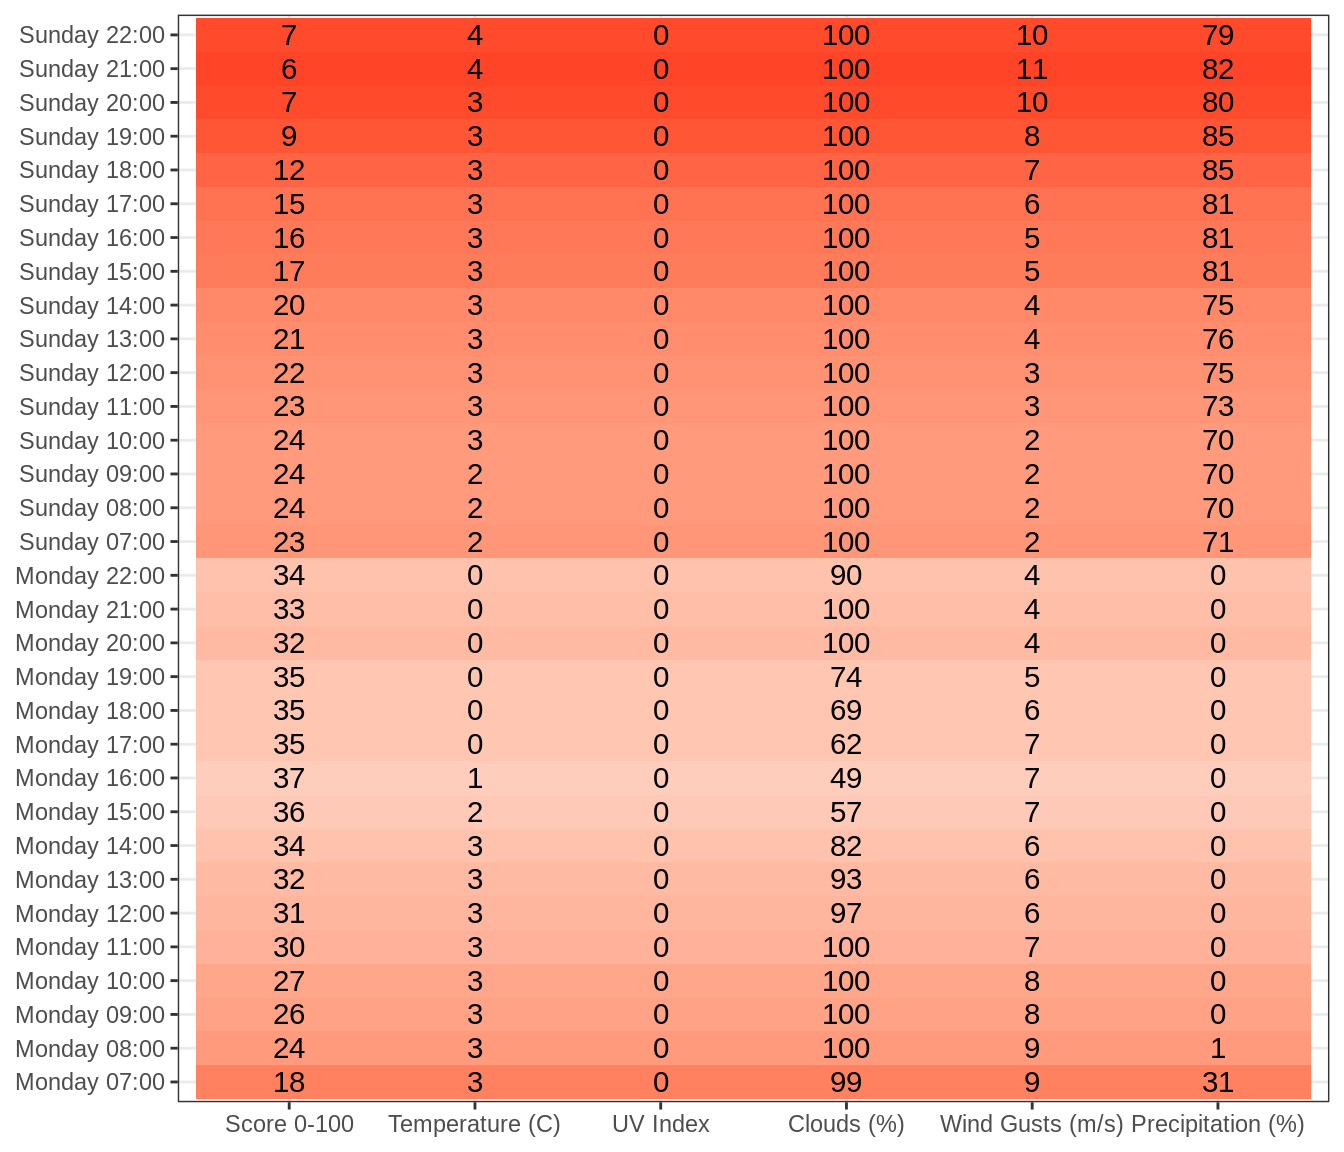 Sunday 22:00 7 4 0 100 10 79
Sunday 21:00 6 4 0 100 11 82
Sunday 20:00 7 3 0 100 10 80
Sunday 19:00 9 3 0 100 8 85
Sunday 18:00 12 3 0 100 7 85
Sunday 17:00 15 3 0 100 6 81
Sunday 16:00 16 3 0 100 5 81
Sunday 15:00 17 3 0 100 5 81
Sunday 14:00 20 3 0 100 4 75
Sunday 13:00 21 3 0 100 4 76
Sunday 12:00 22 3 0 100 3 75
Sunday 11:00 23 3 0 100 3 73
Sunday 10:00 24 3 0 100 2 70
Sunday 09:00 24 2 0 100 2 70
Sunday 08:00 24 2 0 100 2 70
Sunday 07:00 23 2 0 100 2 71
Monday 22:00 34 0 0 90 4 0
Monday 21:00 33 0 0 100 4 0
Monday 20:00 32 0 0 100 4 0
Monday 19:00 35 0 0 74 5 0
Monday 18:00 35 0 0 69 6 0
Monday 17:00 35 0 0 62 7 0
Monday 16:00 37 1 0 49 7 0
Monday 15:00 36 2 0 57 7 0
Monday 14:00 34 3 0 82 6 0
Monday 13:00 32 3 0 93 6 0
Monday 12:00 31 3 0 97 6 0
Monday 11:00 30 3 0 100 7 0
Monday 10:00 27 3 0 100 8 0
Monday 09:00 26 3 0 100 8 0
Monday 08:00 24 3 0 100 9 1
Monday 07:00 18 3 0 99 9 31
Score 0-100 Temperature (C) UV Index Clouds (%) Wind Gusts (m/s) Precipitation (%)